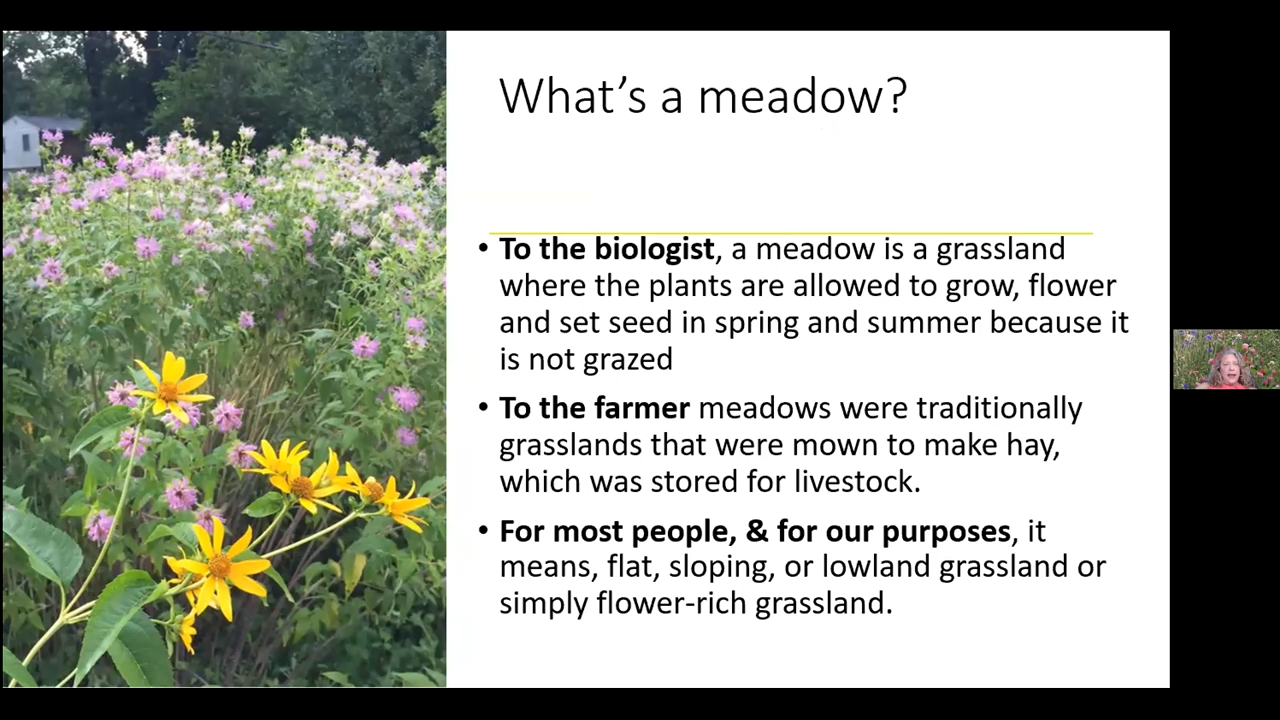 What's a meadow?
• To the biologist, a meadow is a grassland
where the plants are allowed to grow, flower
and set seed in spring and summer because it
is not grazed
• To the farmer meadows were traditionally
grasslands that were mown to make hay,
which was stored for livestock.
• For most people, & for our purposes, it
means, flat, sloping, or lowland grassland or
simply flower-rich grassland.